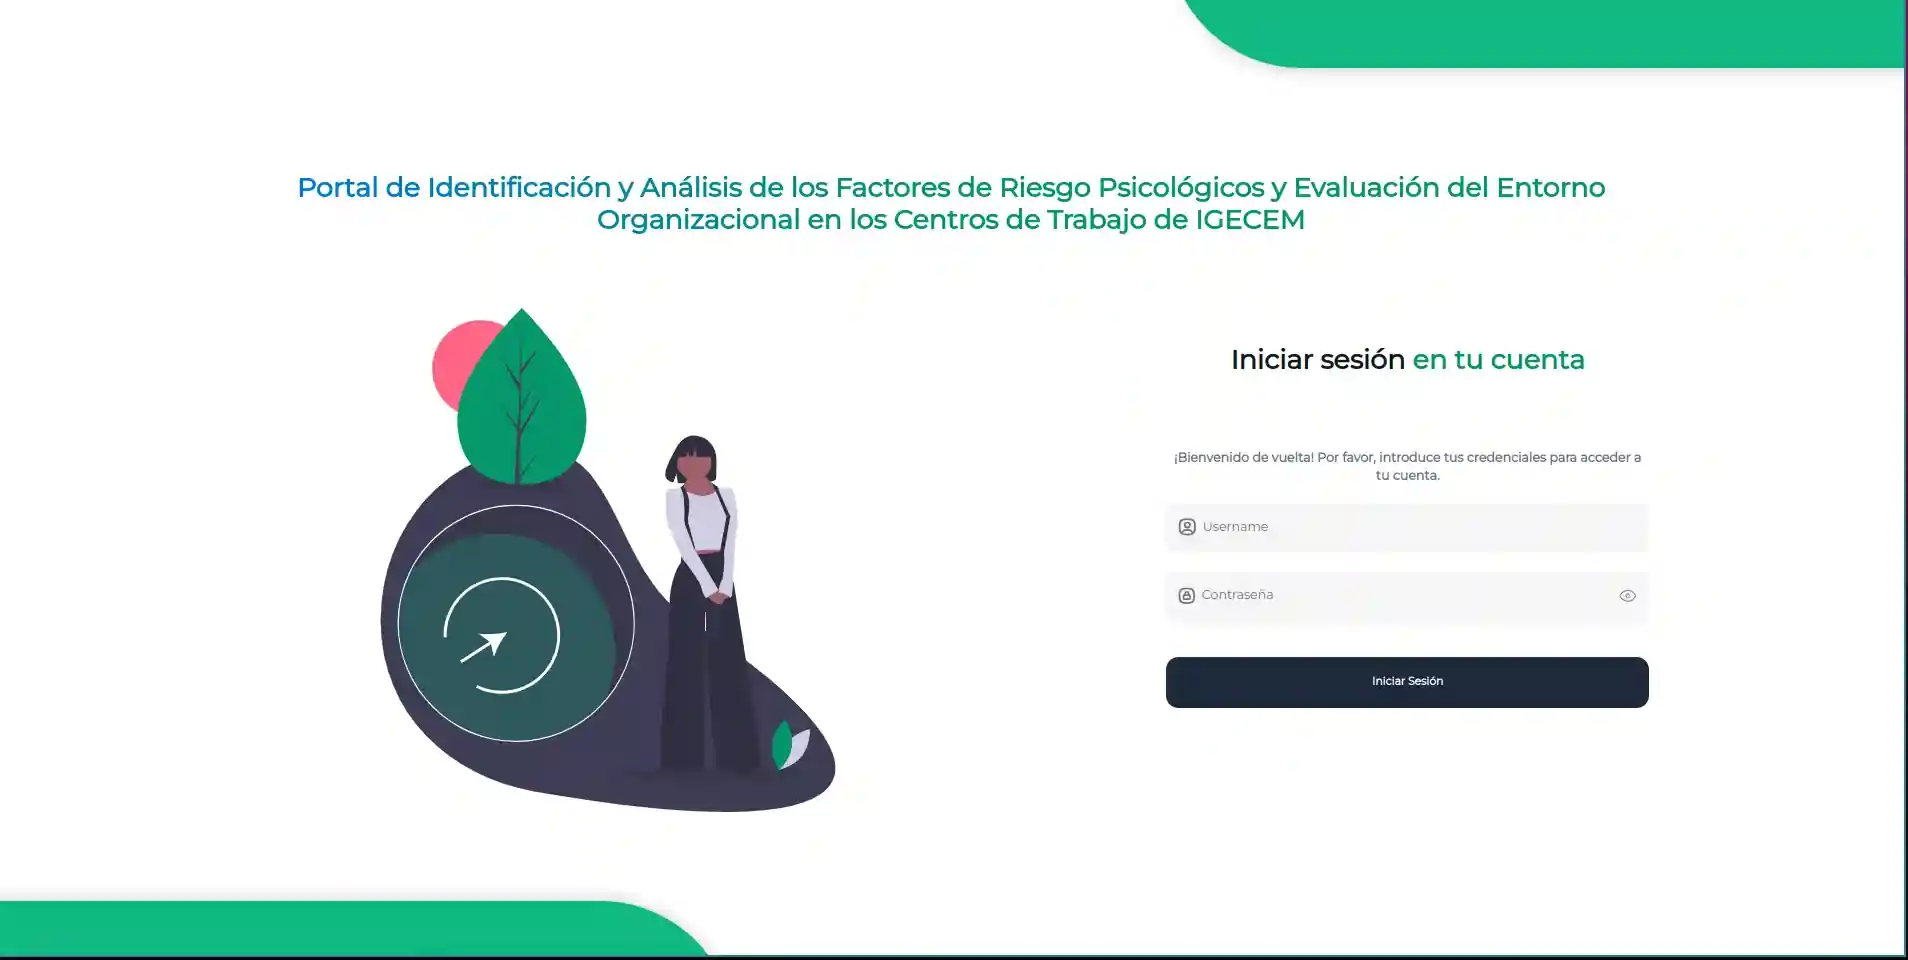 Portal de Identificación y Análisis de los Factores de Riesgo Psicológicos y Evaluación del Entorno
Organizacional en los Centros de Trabajo de IGECEM
Iniciar sesión en tu cuenta
¡Bienvenido de vuelta! Por favor, introduce tus credenciales para acceder a
tu cuenta.
Username
Contraseña
Iniciar Sesión